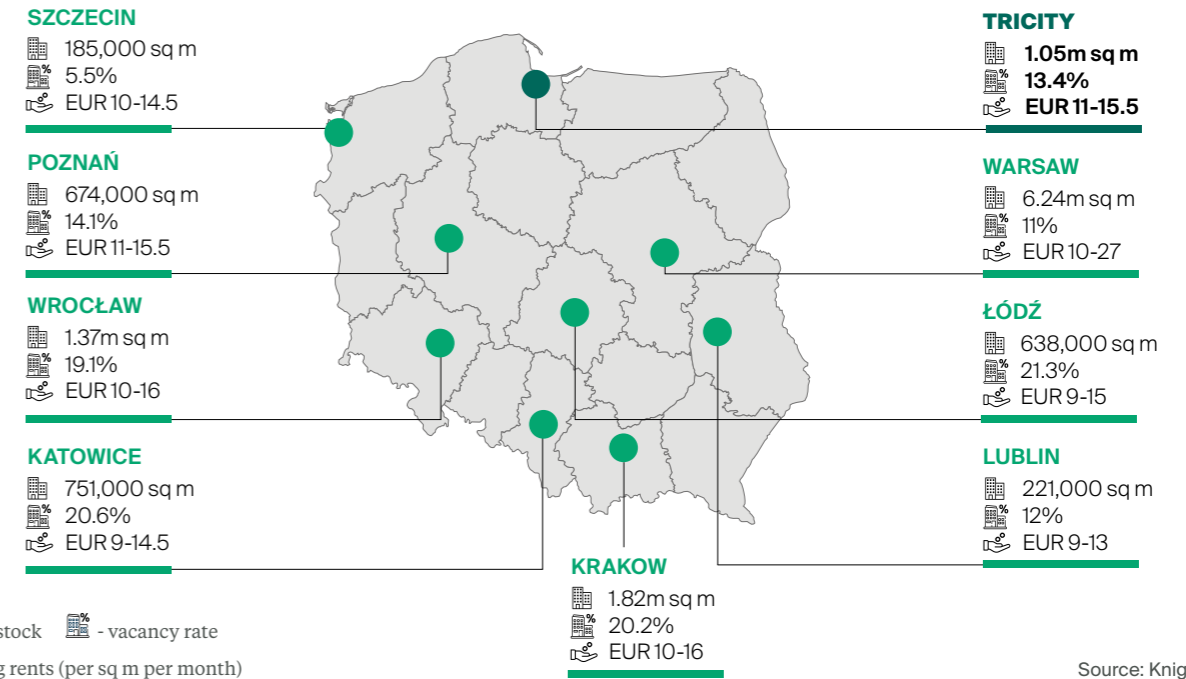 SZCZECIN
185,000 sq m
5.5%
EUR 10-14.5
POZNAŃ
674,000 sq m
14.1%
EUR 11-15.5
WROCŁAW
1.37m sq m
19.1%
EUR 10-16
KATOWICE
751,000 sq m
20.6%
EUR 9-14.5
KRAKOW
1.82m sq m
20.2%
EUR 10-16
TRICITY
1.05m sq m
13.4%
EUR 11-15.5
WARSAW
6.24m sq m
11%
EUR 10-27
ŁÓDŹ
638,000 sq m
21.3%
EUR 9-15
LUBLIN
221,000 sq m
12%
EUR 9-13
stock - vacancy rate
g rents (per sq m per month)
Source: Knig